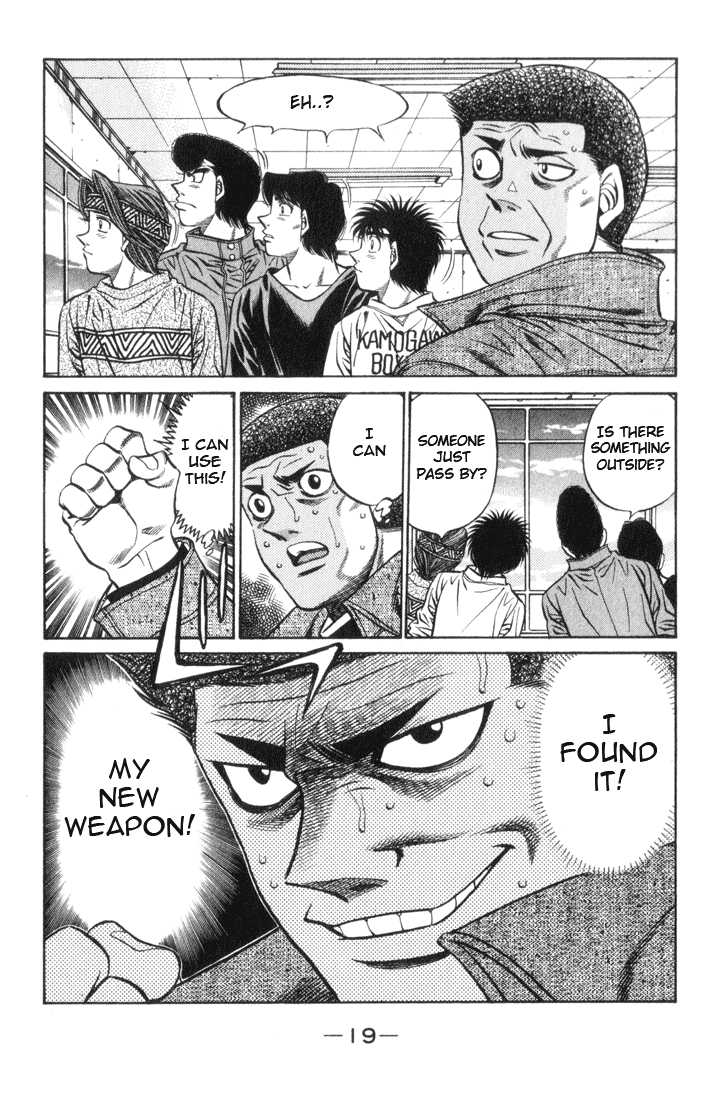 EH..?
KAMOGAW
BOX
IS THERE
SOMETHING
OUTSIDE?
SOMEONE
JUST
PASS BY?
I
CAN
I CAN
USE
THIS!
I
FOUND
IT!
MY
NEW
WEAPON!
—19—